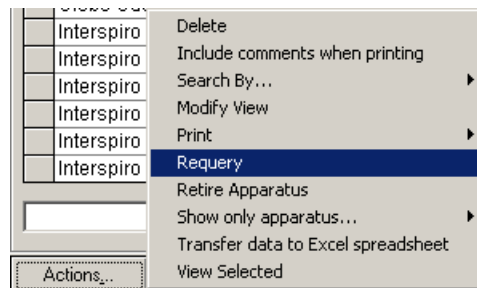 Interspiro
Interspiro
Interspiro
Interspiro
Interspiro
Interspiro
Delete
Include comments when printing
Search By...
Modify View
Print
Requery
Retire Apparatus
Show only apparatus...
Transfer data to Excel spreadsheet
View Selected
Actions...